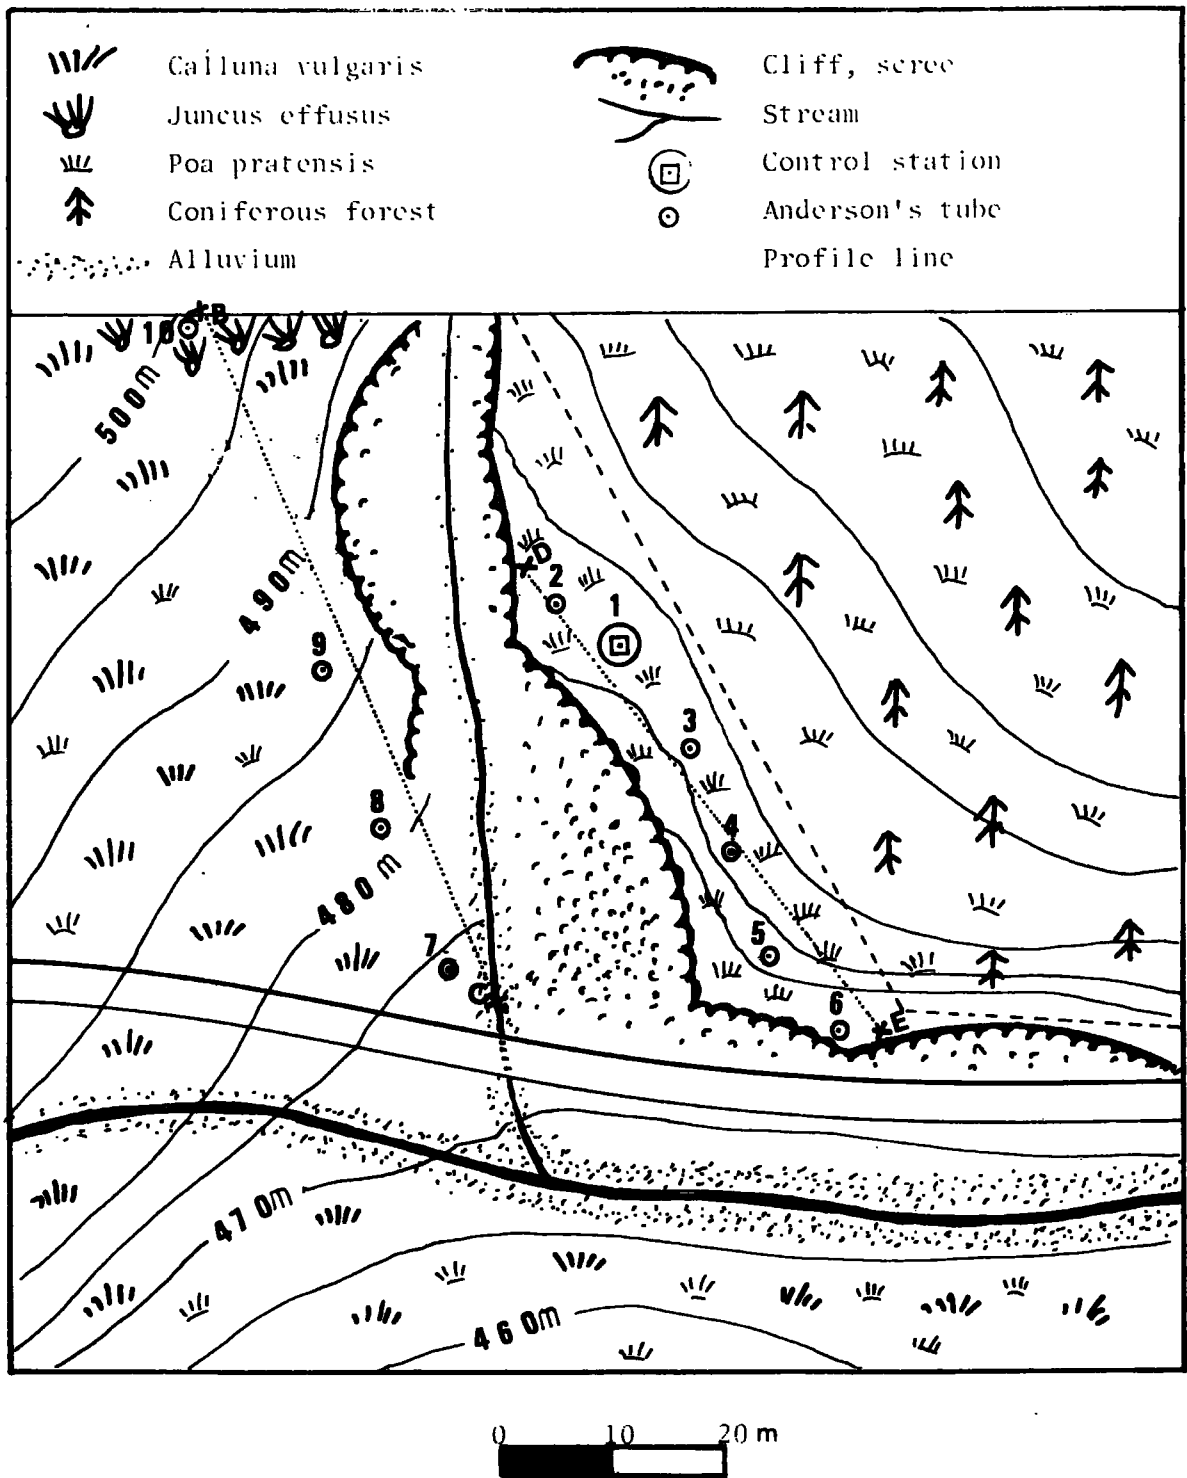 Calluna vulgaris
Juncus effusus
Poa pratensis
Coniferous forest
Alluvium
Cliff, scree
Stream
Control station
Anderson's tube
Profile line
B
10
500m
490m
D
2
1
9
3
8
4
480m
7
5
C
6
E
470m
460m
0 10 20 m